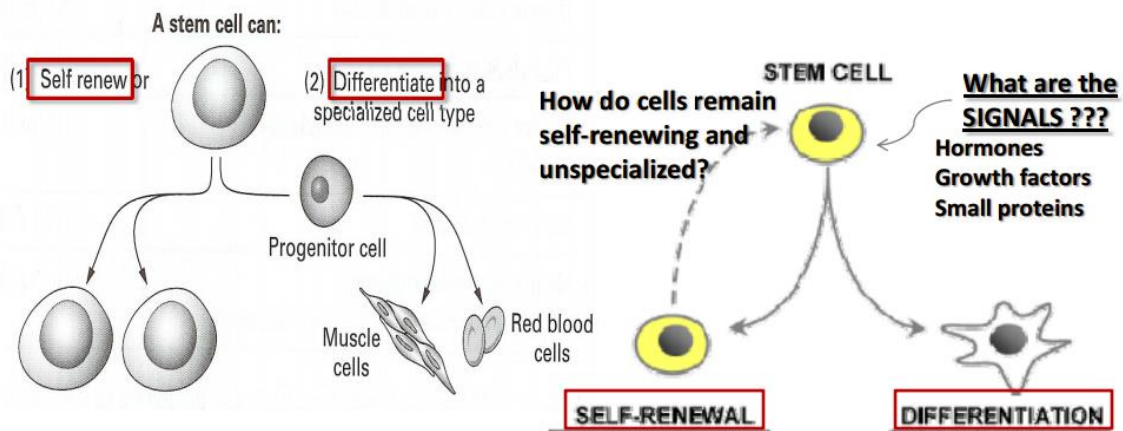 A stem cell can:
(1) Self renew or
(2) Differentiate into a
specialized cell type
Progenitor cell
Muscle
cells
Red blood
cells
STEM CELL
How do cells remain
self-renewing and
unspecialized?
What are the
SIGNALS ???
Hormones
Growth factors
Small proteins
SELF-RENEWAL
DIFFERENTIATION